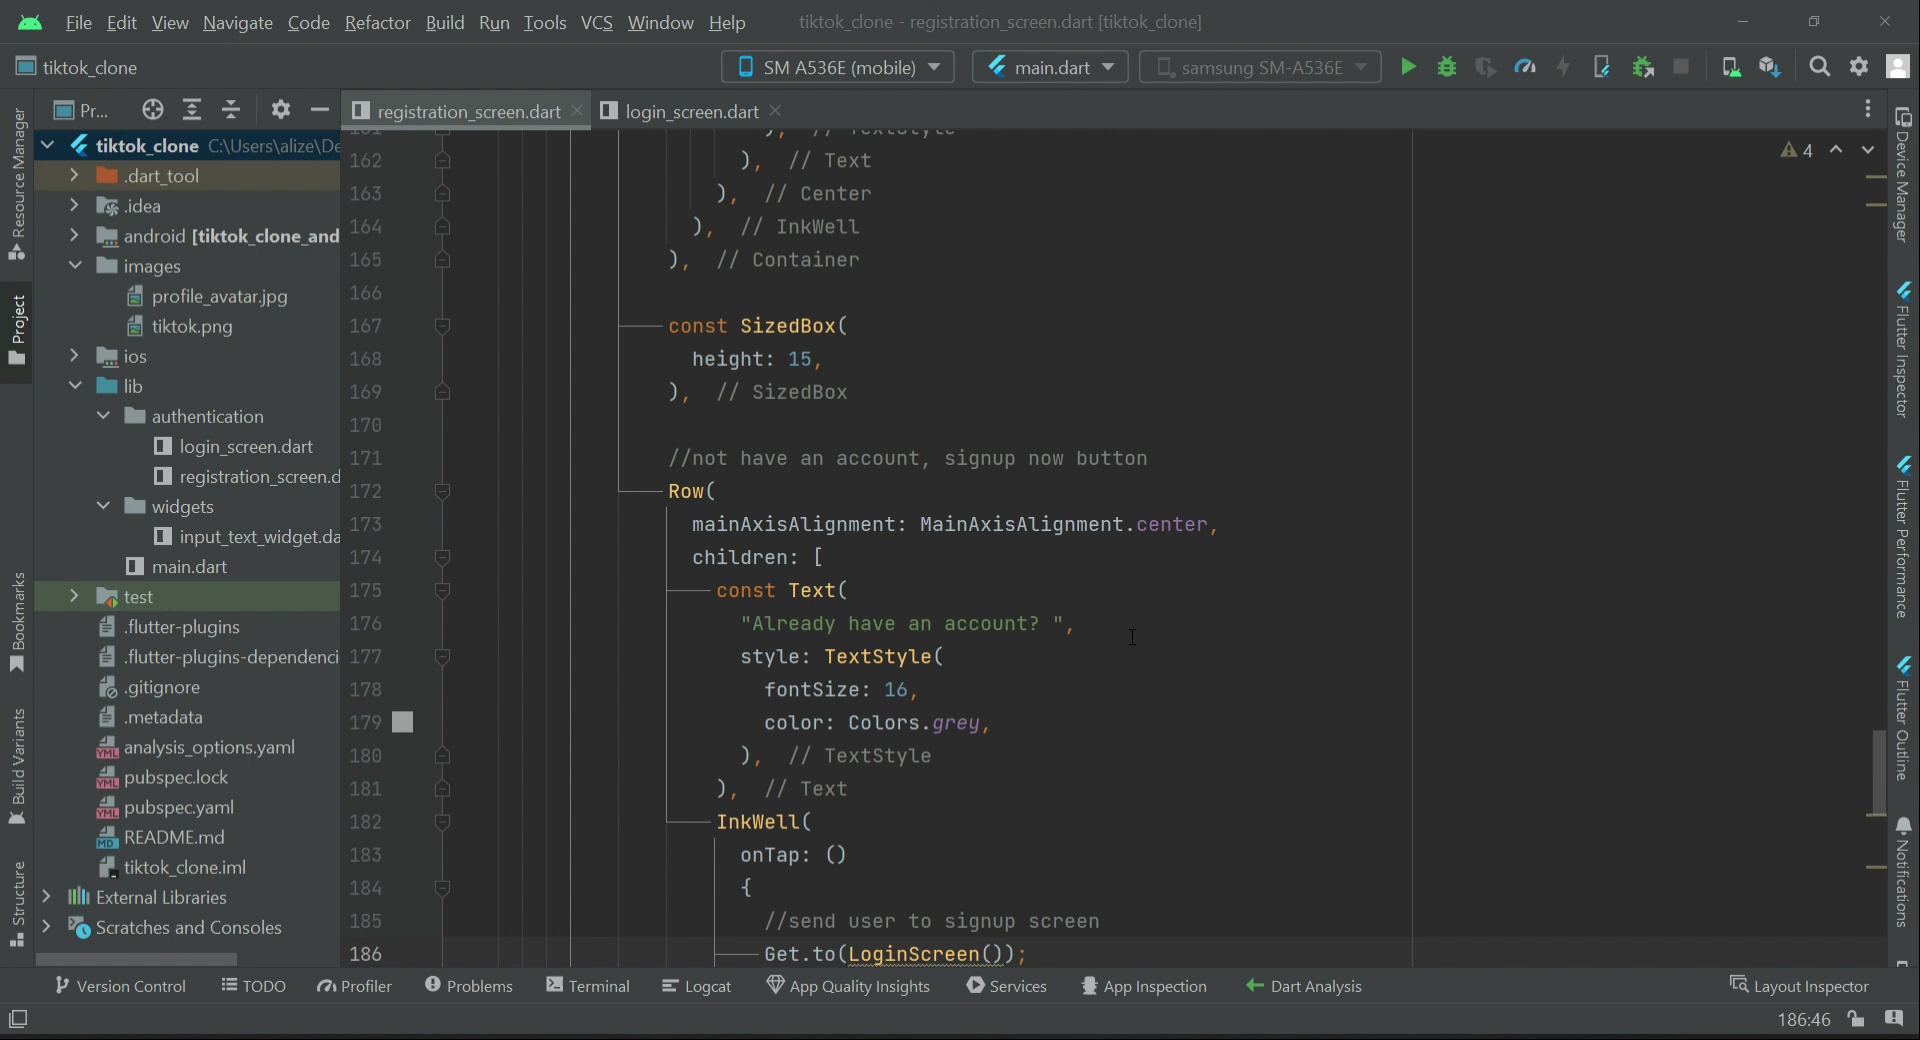 File Edit View Navigate Code Refactor Build Run Tools VCS Window Help tiktok_clone - registration_screen.dart [tiktok_clone]
tiktok_clone SM A536E (mobile) main.dart samsung SM-A536E
Pr... registration_screen.dart login_screen.dart
tiktok_clone C:\Users\alize\De
.dart_tool
.idea
android [tiktok_clone_and
images
profile_avatar.jpg
tiktok.png
ios
lib
authentication
login_screen.dart
registration_screen.d
widgets
input_text_widget.da
main.dart
test
.flutter-plugins
.flutter-plugins-dependenci
.gitignore
.metadata
analysis_options.yaml
pubspec.lock
pubspec.yaml
README.md
tiktok_clone.iml
External Libraries
Scratches and Consoles
Resource Manager
Project
Bookmarks
Build Variants
Structure
162 ), // Text
163 ), // Center
164 ), // InkWell
165 ), // Container
166
167 const SizedBox(
168 height: 15,
169 ), // SizedBox
170
171 //not have an account, signup now button
172 Row(
173 mainAxisAlignment: MainAxisAlignment.center,
174 children: [
175 const Text(
176 "Already have an account? ",
177 style: TextStyle(
178 fontSize: 16,
179 color: Colors.grey,
180 ), // TextStyle
181 ), // Text
182 InkWell(
183 onTap: ()
184 {
185 //send user to signup screen
186 Get.to(LoginScreen());
4
Device Manager
Flutter Inspector
Flutter Performance
Flutter Outline
Notifications
Version Control TODO Profiler Problems Terminal Logcat App Quality Insights Services App Inspection Dart Analysis Layout Inspector
186:46